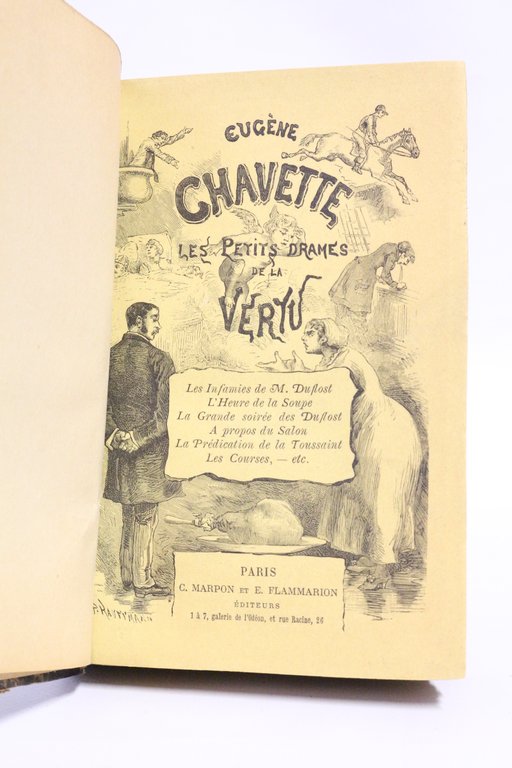 EUGÈNE
CHAVETTE
LES PETITS DRAMES
DE LA
VERTU
Les Infamies de M. Duflost
L'Heure de la Soupe
La Grande soirée des Duflost
A propos du Salon
La Prédication de la Toussaint
Les Courses, — etc.
PARIS
C. MARPON ET E. FLAMMARION
ÉDITEURS
1 à 7, galerie de l'Odéon, et rue Racine, 26